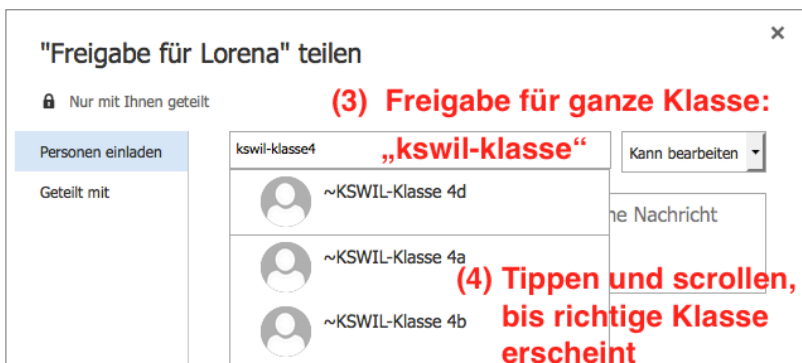 "Freigabe für Lorena" teilen
Nur mit Ihnen geteilt
(3) Freigabe für ganze Klasse:
Personen einladen
kswil-klasse4
„kswil-klasse“
Kann bearbeiten
Geteilt mit
~KSWIL-Klasse 4d
Nachricht
~KSWIL-Klasse 4a
(4) Tippen und scrollen,
~KSWIL-Klasse 4b
bis richtige Klasse
erscheint